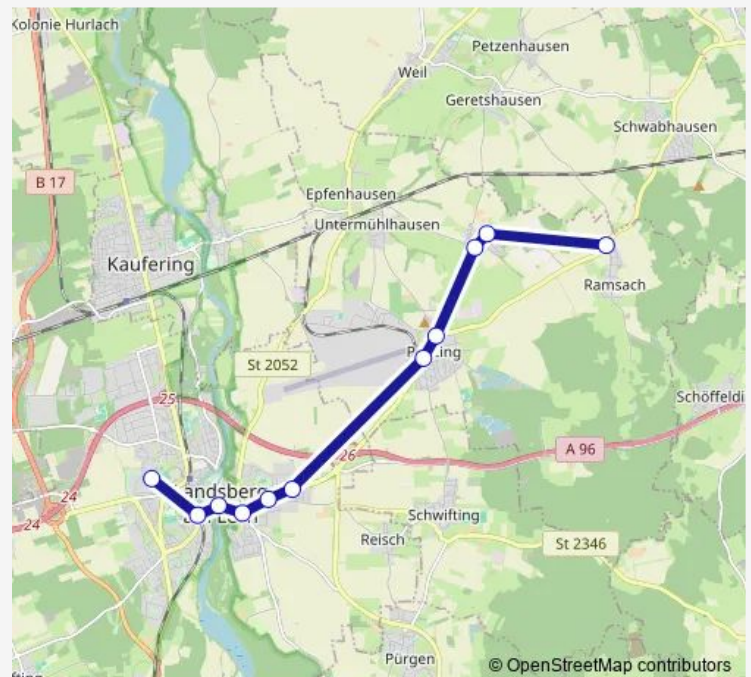 Kolonie Hurlach
Petzenhausen
Weil
Geretshausen
Schwabhausen
B 17
Epfenhausen
Untermühlhausen
Kaufering
Ramsach
St 2052
25
Schöffeldi
26
A 96
24
24
Schwifting
Reisch
St 2346
Pürgen
© OpenStreetMap contributors